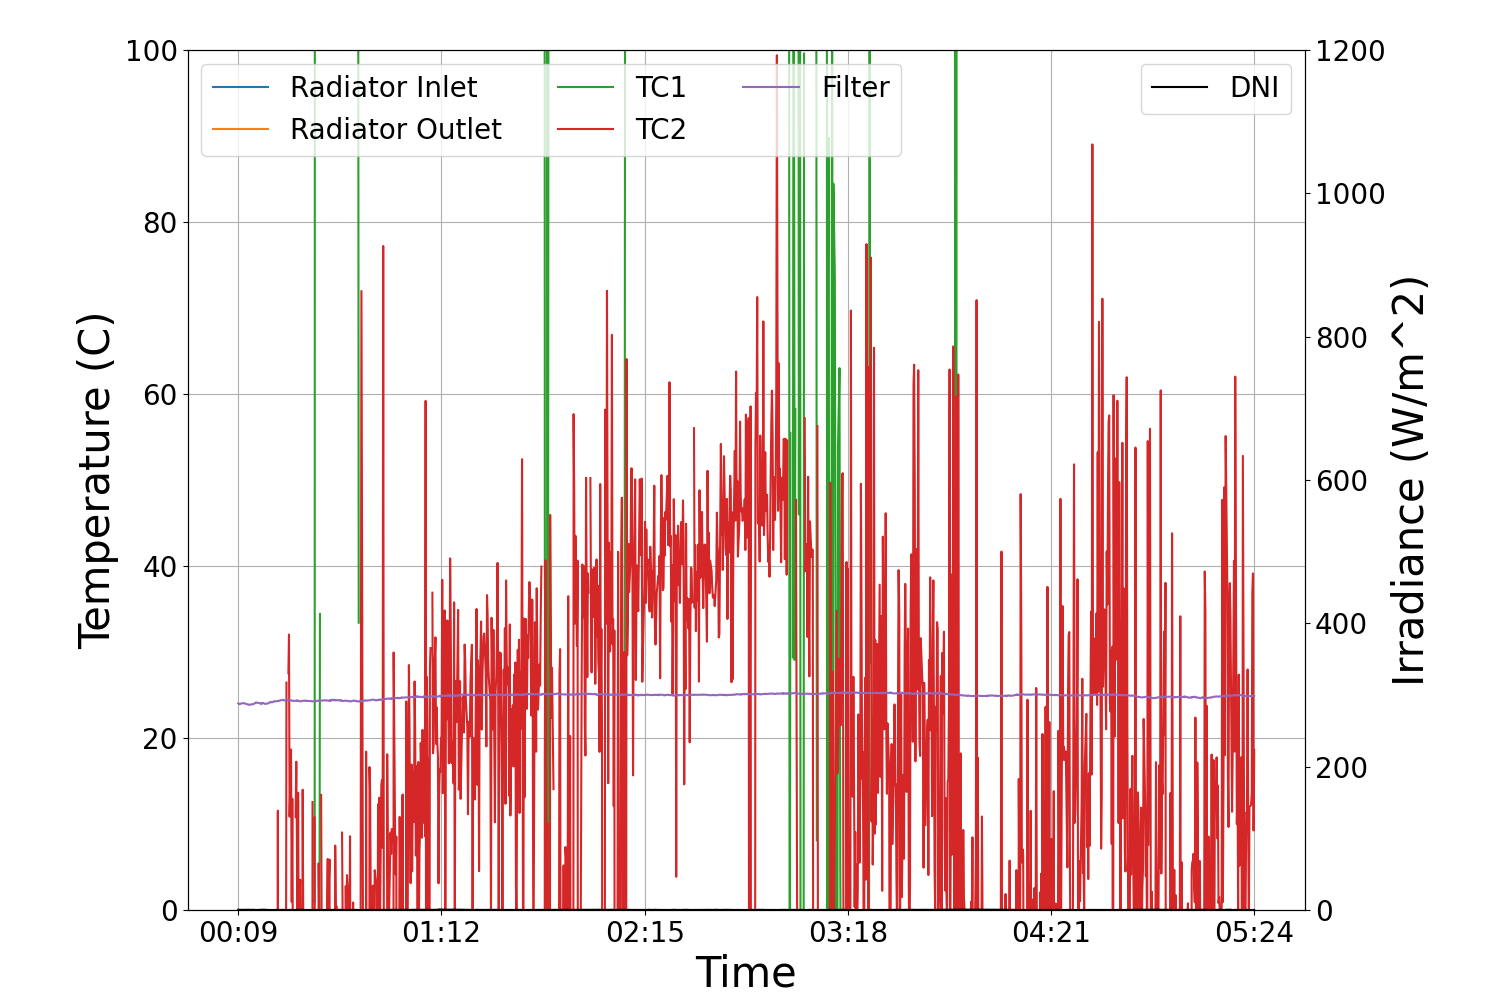 100
80
60
40
20
0
Temperature (C)
Radiator Inlet
Radiator Outlet
TC1
TC2
Filter
DNI
1200
1000
800
600
400
200
0
Irradiance (W/m^2)
00:09 01:12 02:15 03:18 04:21 05:24
Time